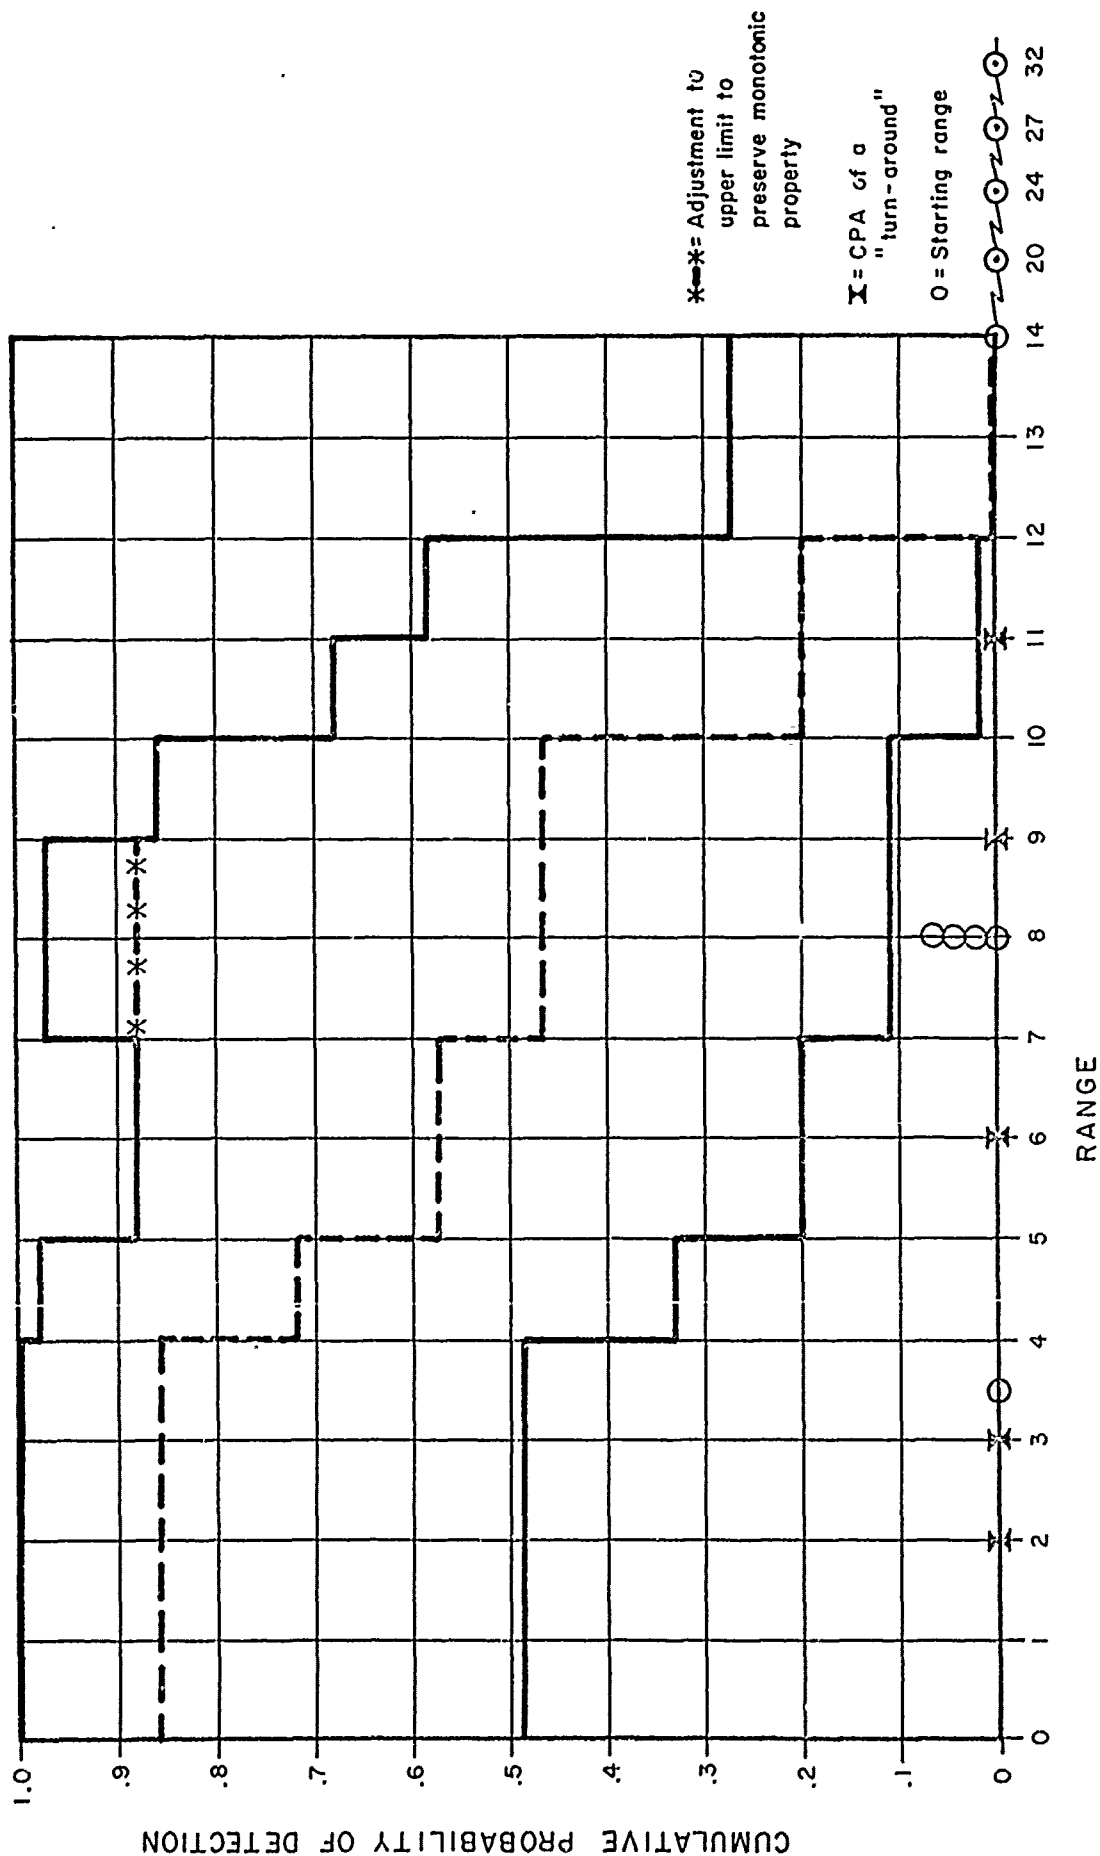 CUMULATIVE PROBABILITY OF DETECTION
1.0
.9
.8
.7
.6
.5
.4
.3
.2
.1
0
0 1 2 3 4 5 6 7 8 9 10 11 12 13 14 20 24 27 32
RANGE
*-*= Adjustment to
upper limit to
preserve monotonic
property
= CPA of a
"turn-around"
O = Starting range